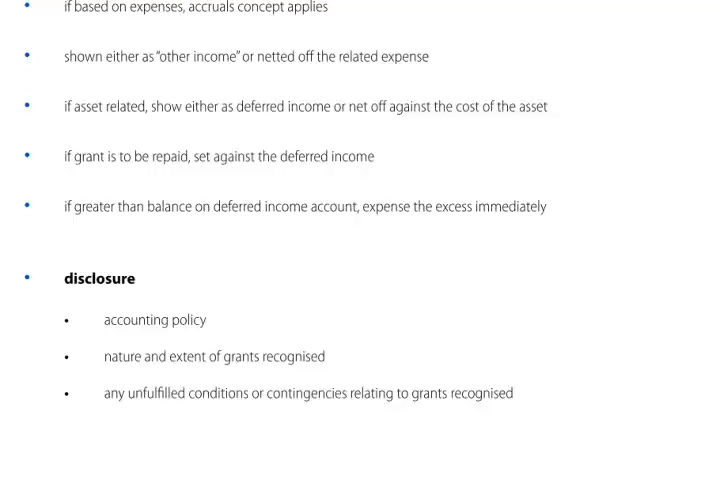 • if based on expenses, accruals concept applies
• shown either as “other income” or netted off the related expense
• if asset related, show either as deferred income or net off against the cost of the asset
• if grant is to be repaid, set against the deferred income
• if greater than balance on deferred income account, expense the excess immediately
• disclosure
• accounting policy
• nature and extent of grants recognised
• any unfulfilled conditions or contingencies relating to grants recognised